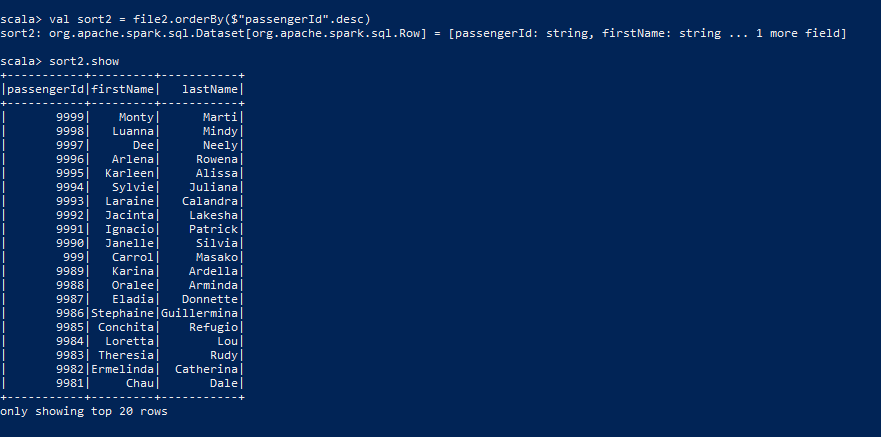 scala> val sort2 = file2.orderBy($"passengerId".desc)
sort2: org.apache.spark.sql.Dataset[org.apache.spark.sql.Row] = [passengerId: string, firstName: string ... 1 more field]
scala> sort2.show
+-----------+---------+-----------+
|passengerId|firstName|   lastName|
+-----------+---------+-----------+
|       9999|    Monty|      Marti|
|       9998|   Luanna|      Mindy|
|       9997|      Dee|      Neely|
|       9996|   Arlena|     Rowena|
|       9995|  Karleen|     Alissa|
|       9994|   Sylvie|    Juliana|
|       9993|  Laraine|   Calandra|
|       9992|  Jacinta|    Lakesha|
|       9991|  Ignacio|    Patrick|
|       9990|  Janelle|     Silvia|
|        999|   Carrol|     Masako|
|       9989|   Karina|    Ardella|
|       9988|   Oralee|    Arminda|
|       9987|   Eladia|   Donnette|
|       9986|Stephaine|Guillermina|
|       9985| Conchita|    Refugio|
|       9984|  Loretta|        Lou|
|       9983| Theresia|       Rudy|
|       9982|Ermelinda|  Catherina|
|       9981|     Chau|       Dale|
+-----------+---------+-----------+
only showing top 20 rows